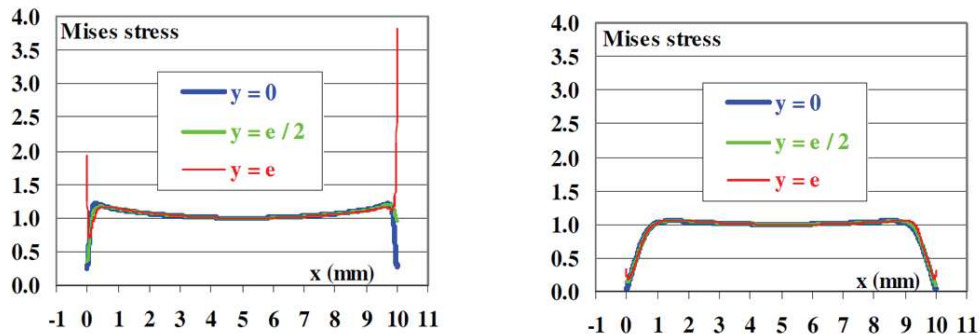 4.0
Mises stress
3.5
3.0
y = 0
2.5
y = e / 2
2.0
y = e
1.5
1.0
0.5
x (mm)
0.0
-1 0 1 2 3 4 5 6 7 8 9 10 11
4.0
Mises stress
3.5
3.0
y = 0
2.5
y = e / 2
2.0
y = e
1.5
1.0
0.5
x (mm)
0.0
-1 0 1 2 3 4 5 6 7 8 9 10 11